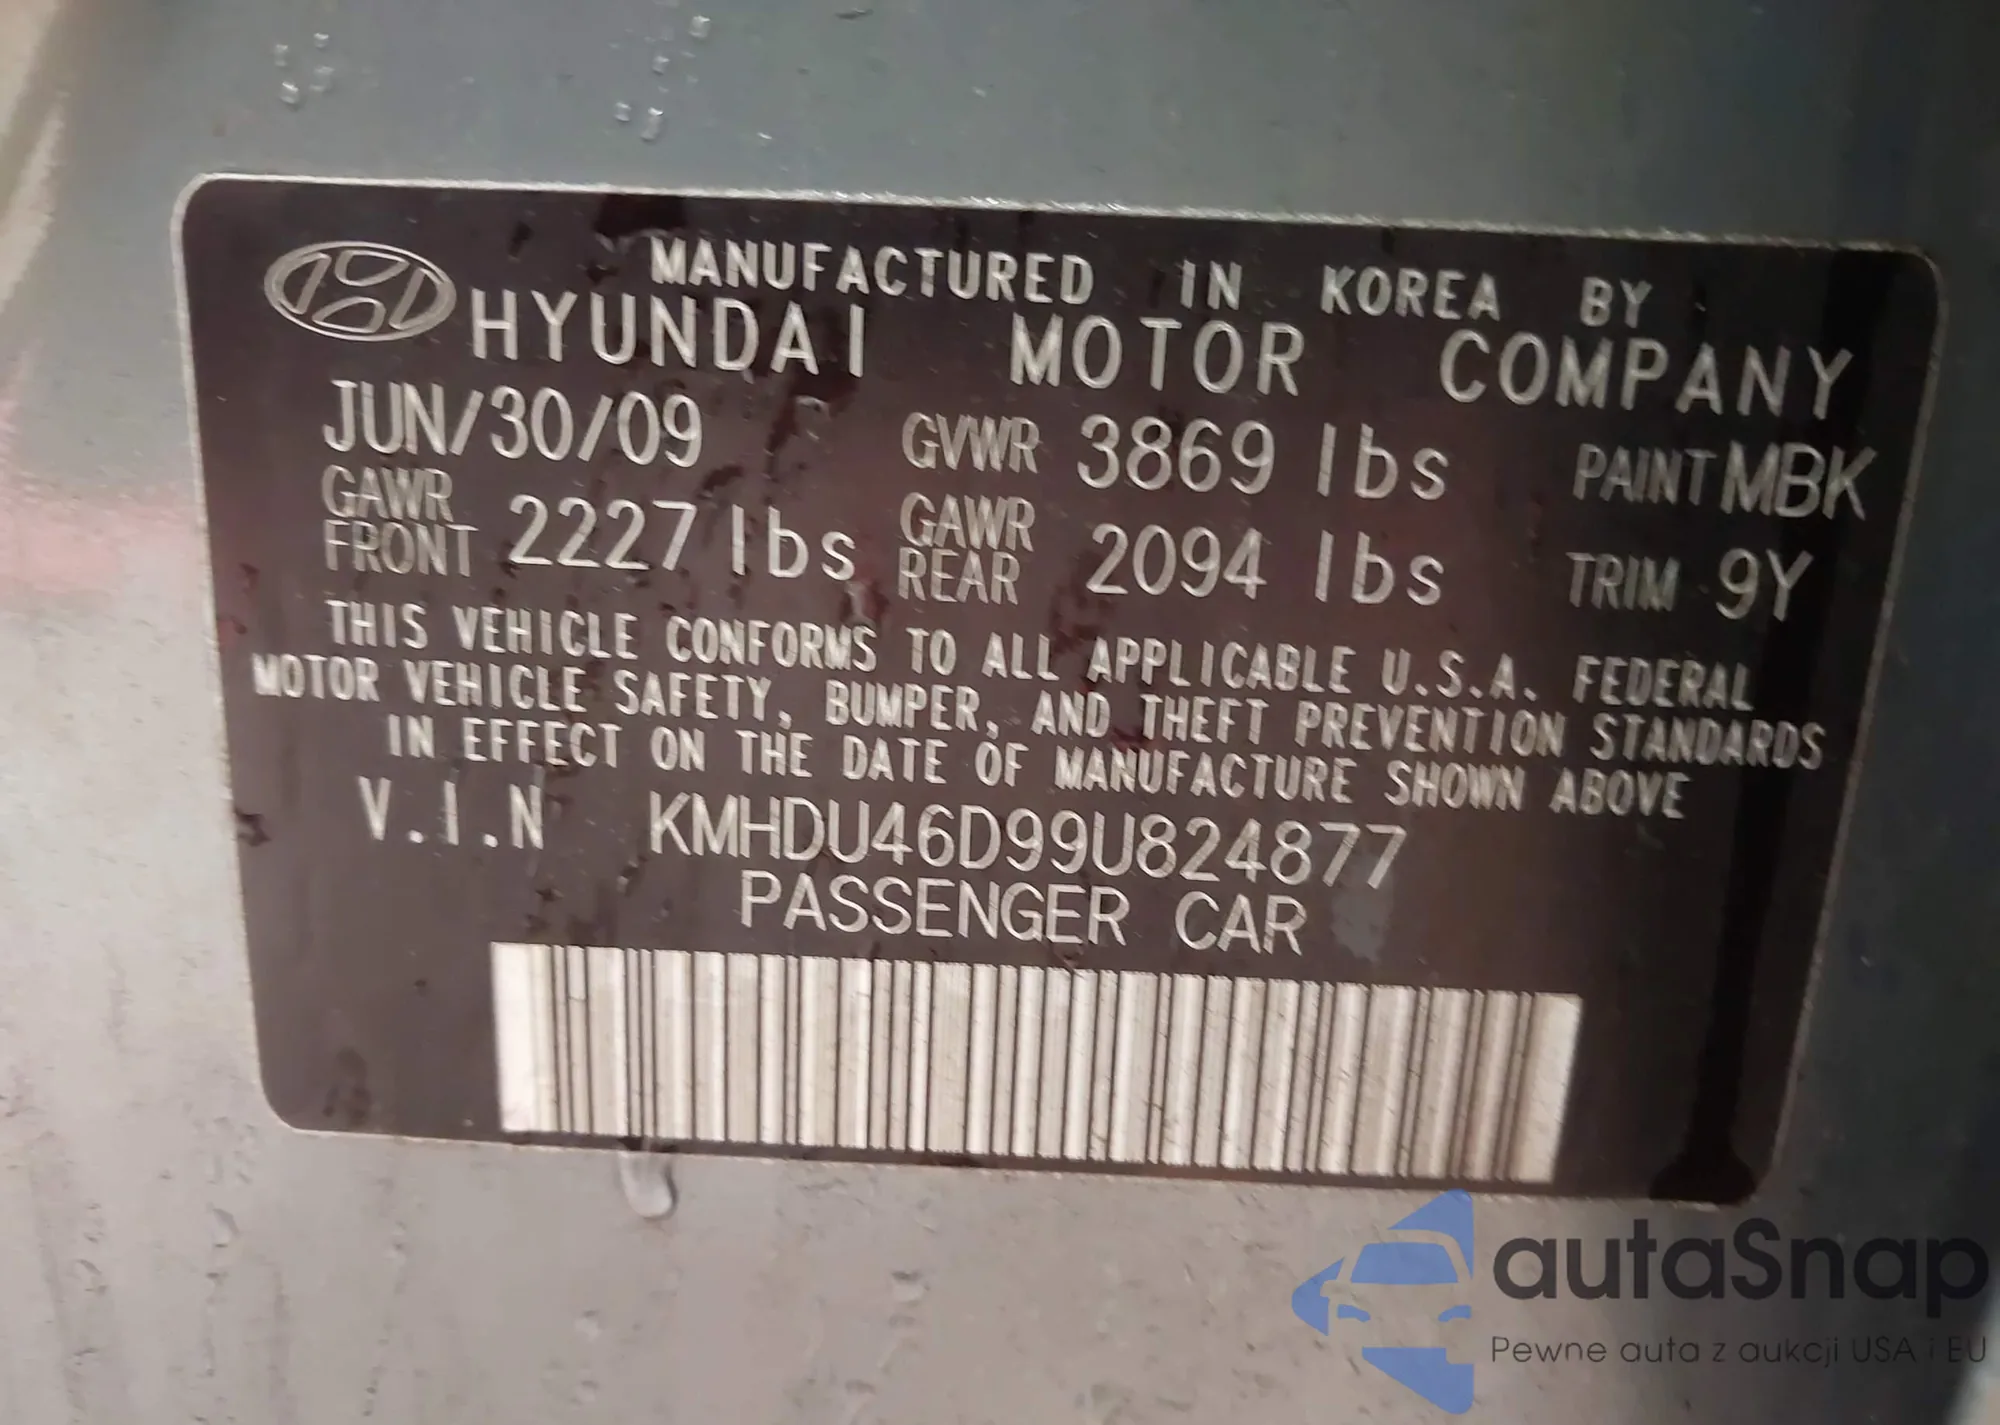 MANUFACTURED IN KOREA BY
HYUNDAI MOTOR COMPANY
JUN/30/09 GVWR 3869 lbs PAINT MBK
GAWR FRONT 2227 lbs GAWR REAR 2094 lbs TRIM 9Y
THIS VEHICLE CONFORMS TO ALL APPLICABLE U.S.A. FEDERAL
MOTOR VEHICLE SAFETY, BUMPER, AND THEFT PREVENTION STANDARDS
IN EFFECT ON THE DATE OF MANUFACTURE SHOWN ABOVE
V.I.N KMHDU46D99U824877
PASSENGER CAR
autaSnap
Pewne auta z aukcji USA i EU